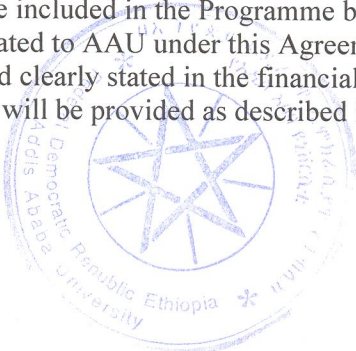 e included in the Programme b
ated to AAU under this Agreen
d clearly stated in the financial
will be provided as described
Democratic Republic Ethiopia
Addis Ababa University